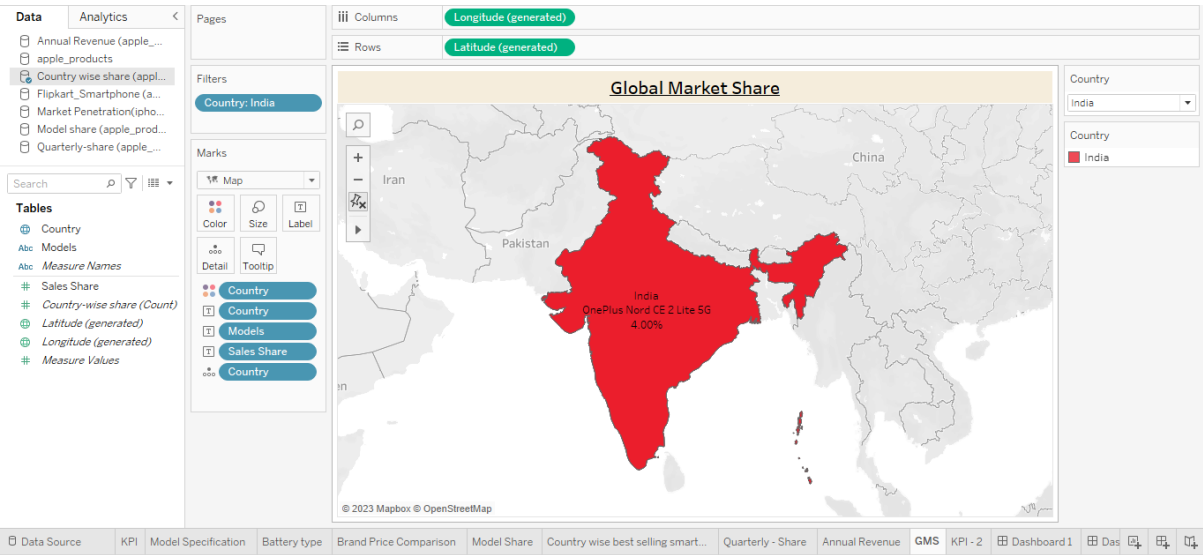 Data
Analytics
Annual Revenue (apple_...
apple_products
Country wise share (appl...
Flipkart_Smartphone (a...
Market Penetration(ipho...
Model share (apple_prod...
Quarterly-share (apple_...
Search
Tables
Country
Abc Models
Abc Measure Names
# Sales Share
# Country-wise share (Count)
Latitude (generated)
Longitude (generated)
# Measure Values
Pages
Filters
Country: India
Marks
Map
Color
Size
Label
Detail
Tooltip
Country
T Country
T Models
T Sales Share
Country
Columns
Longitude (generated)
Rows
Latitude (generated)
Global Market Share
Iran
China
Pakistan
India
OnePlus Nord CE 2 Lite 5G
4.00%
en
© 2023 Mapbox © OpenStreetMap
Country
India
Country
India
Data Source
KPI
Model Specification
Battery type
Brand Price Comparison
Model Share
Country wise best selling smart...
Quarterly - Share
Annual Revenue
GMS
KPI - 2
Dashboard 1
Das